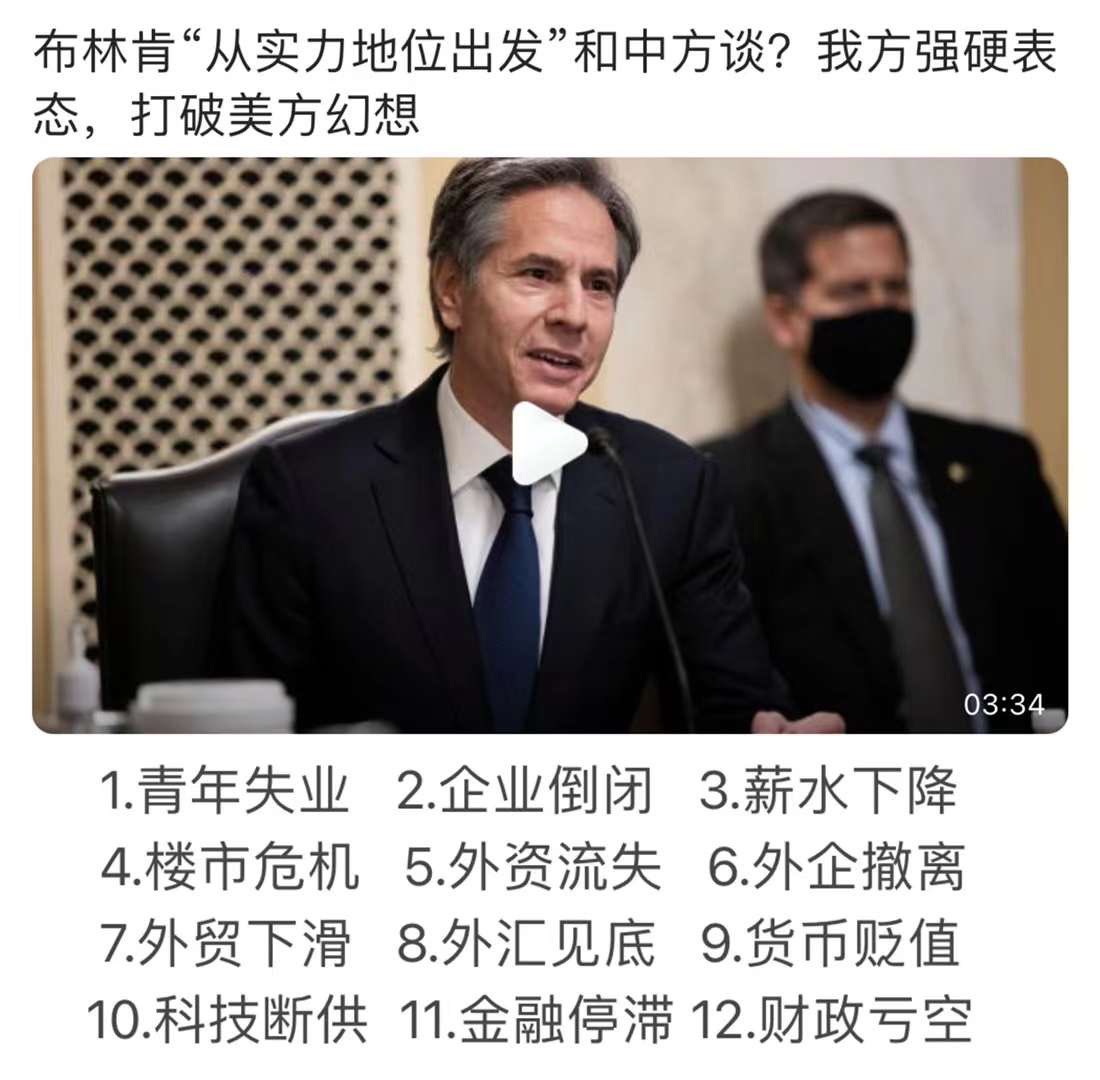 布林肯“从实力地位出发”和中方谈？我方强硬表
态，打破美方幻想
03:34
1.青年失业 2.企业倒闭 3.薪水下降
4.楼市危机 5.外资流失 6.外企撤离
7.外贸下滑 8.外汇见底 9.货币贬值
10.科技断供 11.金融停滞 12.财政亏空